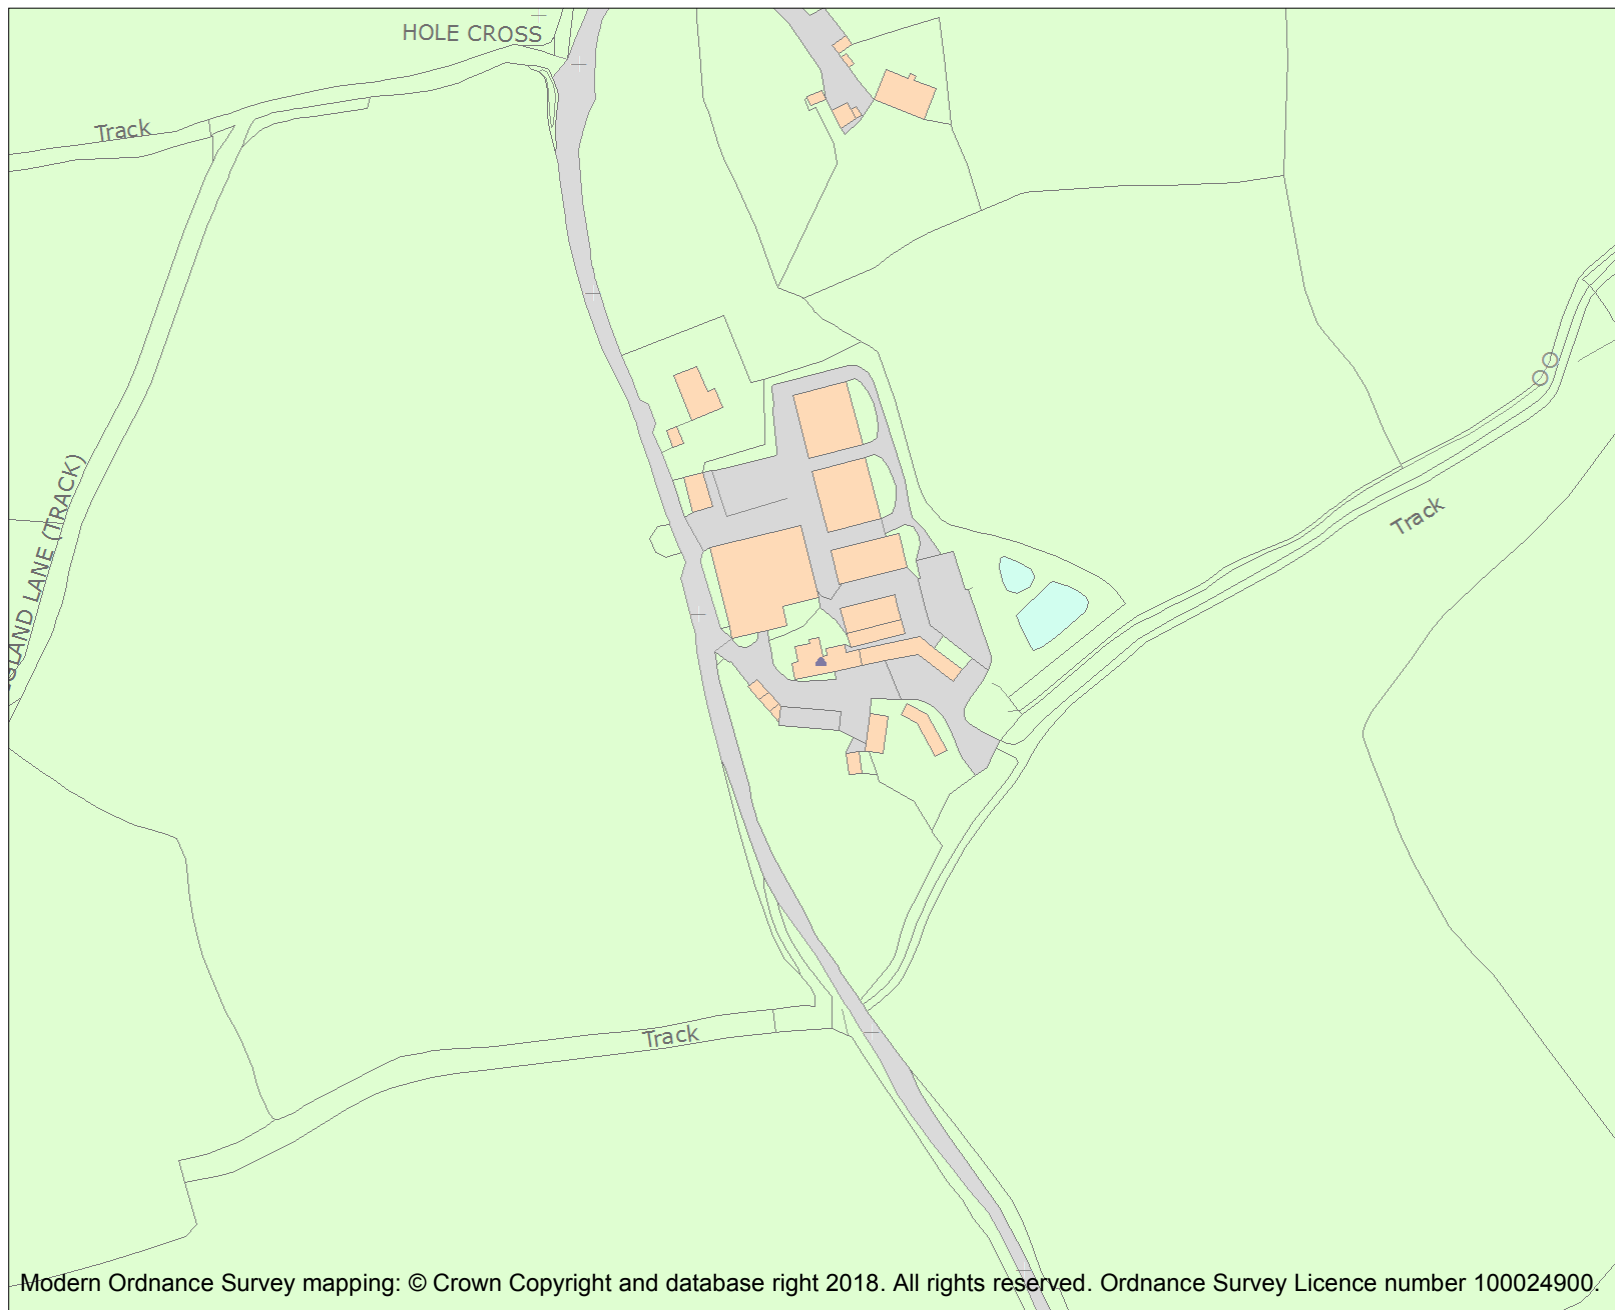 HOLE CROSS
Track
GLAND LANE (TRACK)
Track
Track
Modern Ordnance Survey mapping: © Crown Copyright and database right 2018. All rights reserved. Ordnance Survey Licence number 100024900.